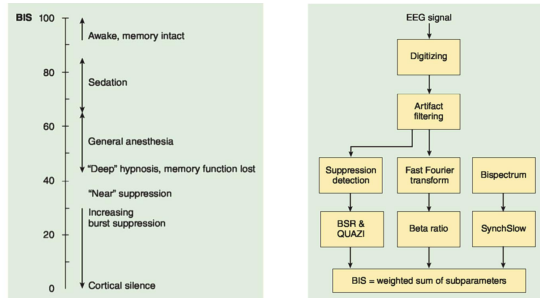 BIS 100
Awake, memory intact
80
Sedation
60
General anesthesia
"Deep" hypnosis, memory function lost
40
"Near" suppression
Increasing
burst suppression
20
0
Cortical silence
EEG signal
Digitizing
Artifact
filtering
Suppression
detection
Fast Fourier
transform
Bispectrum
BSR &
QUAZI
Beta ratio
SynchSlow
BIS = weighted sum of subparameters